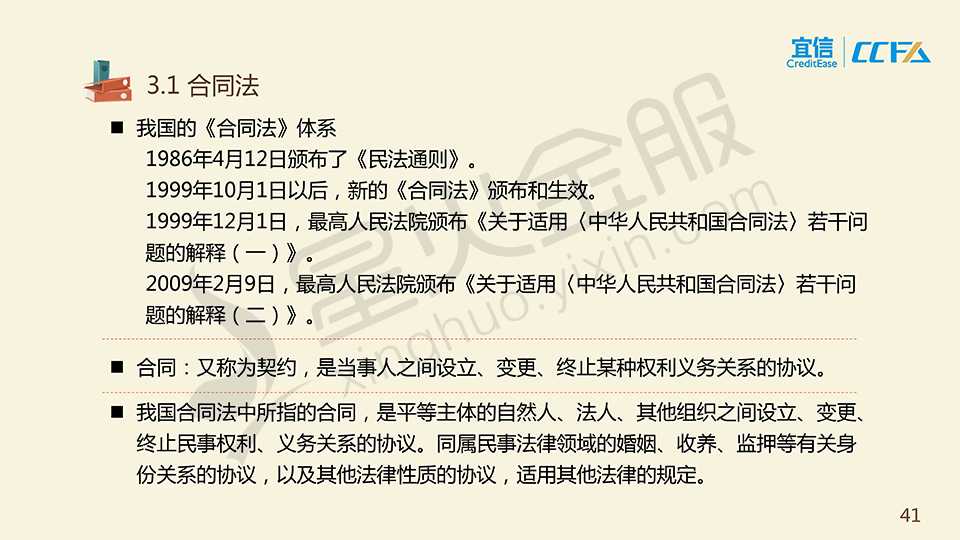 宜信
CreditEase
CCFA
3.1 合同法
■ 我国的《合同法》体系
1986年4月12日颁布了《民法通则》。
1999年10月1日以后，新的《合同法》颁布和生效。
1999年12月1日，最高人民法院颁布《关于适用〈中华人民共和国合同法〉若干问
题的解释（一）》。
2009年2月9日，最高人民法院颁布《关于适用〈中华人民共和国合同法〉若干问
题的解释（二）》。
■ 合同：又称为契约，是当事人之间设立、变更、终止某种权利义务关系的协议。
■ 我国合同法中所指的合同，是平等主体的自然人、法人、其他组织之间设立、变更、
终止民事权利、义务关系的协议。同属民事法律领域的婚姻、收养、监押等有关身
份关系的协议，以及其他法律性质的协议，适用其他法律的规定。
星火金服
xinghuo.yixin.com
41